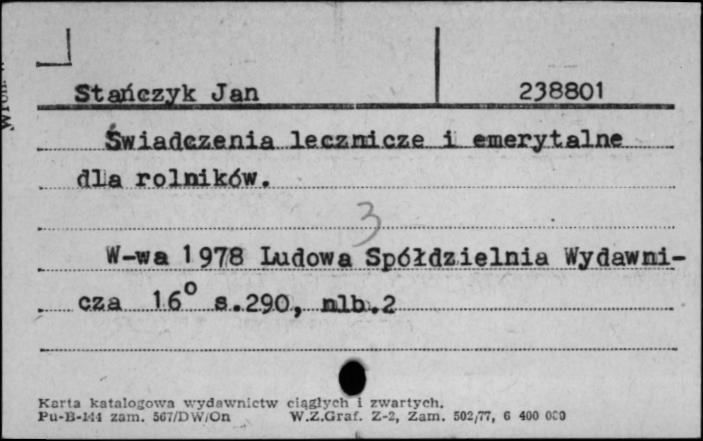 Stańczyk Jan 238801
Świadczenia lecznicze i emerytalne
dla rolników.
3
W-wa 1978 Ludowa Spółdzielnia Wydawni-
cza 16° s.290, nlb.2
Karta katalogowa wydawnictw ciągłych i zwartych.
Pu-B-144 zam. 567/DW/On W.Z.Graf. Z-2, Zam. 502/77, 6 400 000